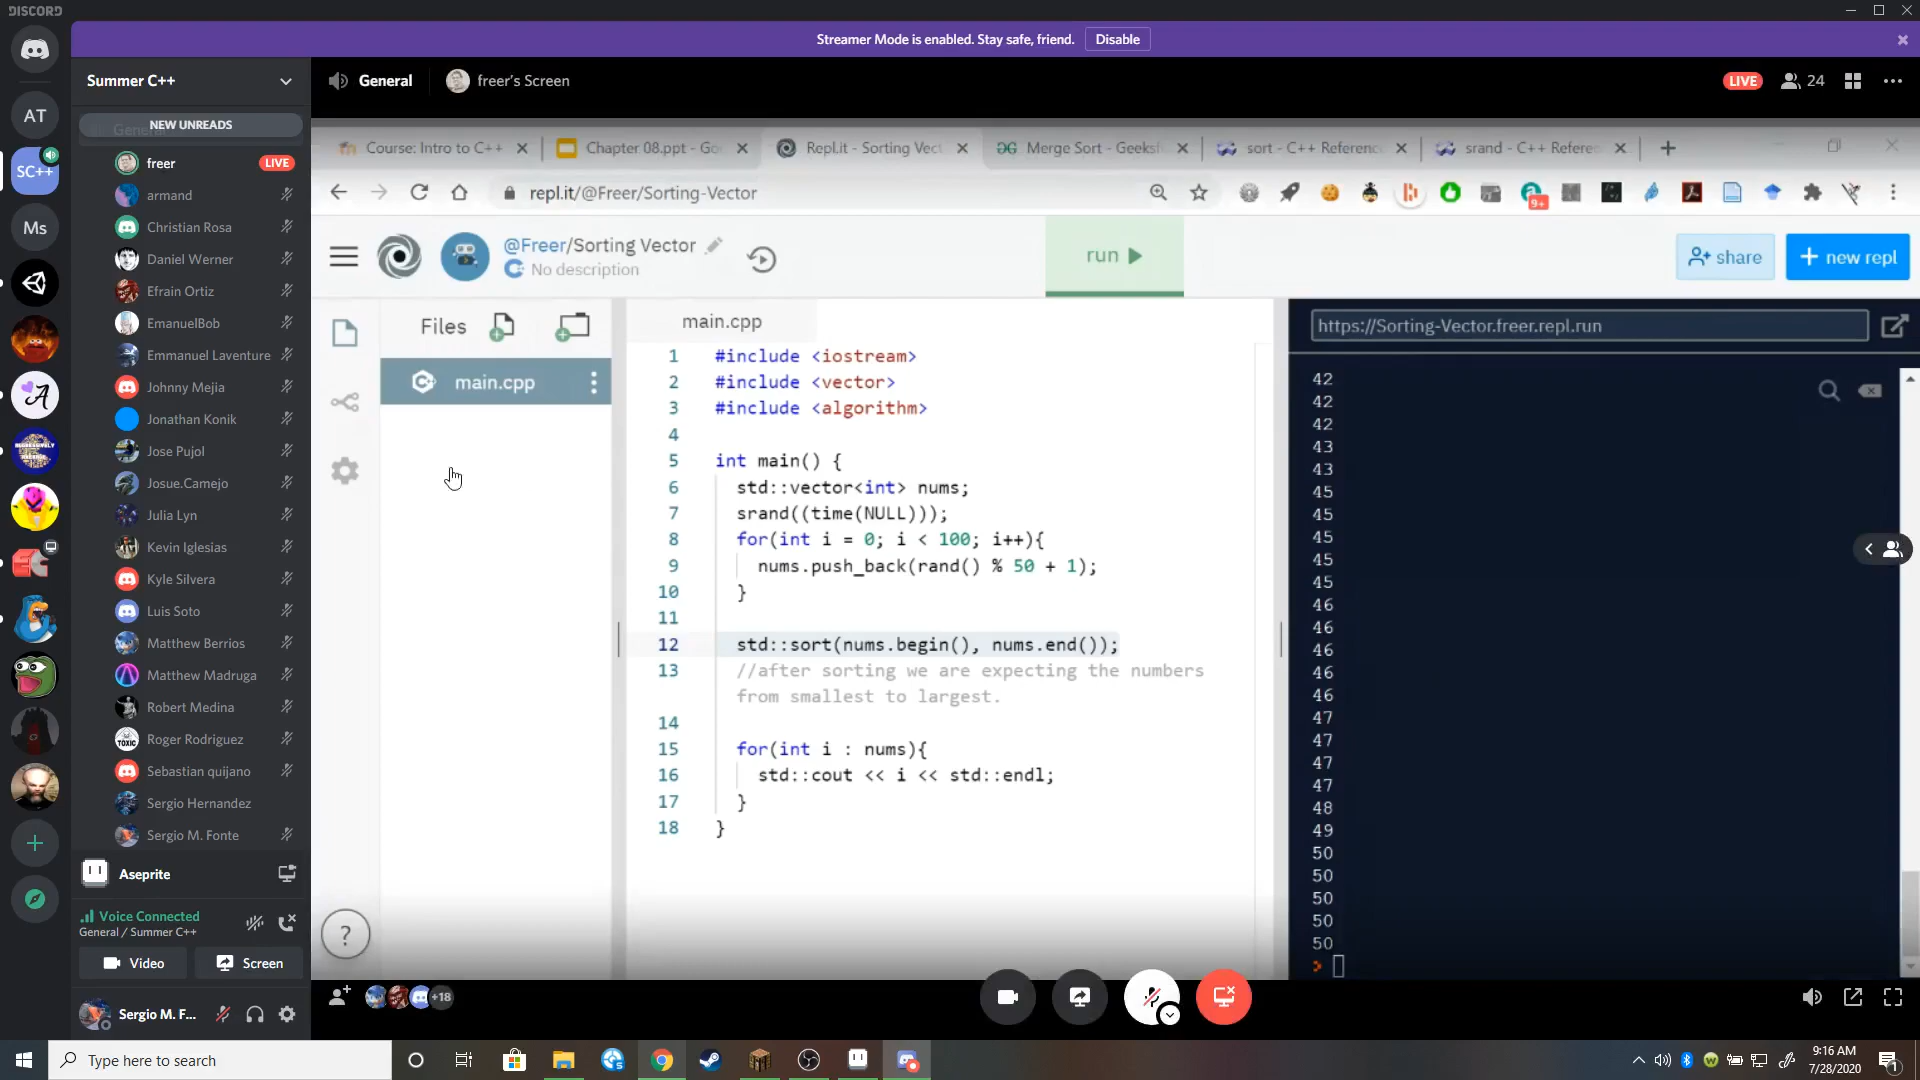 DISCORD
Streamer Mode is enabled. Stay safe, friend. Disable
AT
SC++
Ms
Summer C++
NEW UNREADS
freer LIVE
armand
Christian Rosa
Daniel Werner
Efrain Ortiz
EmanuelBob
Emmanuel Laventure
Johnny Mejia
Jonathan Konik
Jose Pujol
Josue.Camejo
Julia Lyn
Kevin Iglesias
Kyle Silvera
Luis Soto
Matthew Berrios
Matthew Madruga
Robert Medina
Roger Rodriguez
Sebastian quijano
Sergio Hernandez
Sergio M. Fonte
Aseprite
Voice Connected
General / Summer C++
Video Screen
Sergio M. F...
General freer's Screen LIVE 24
Course: Intro to C++ Chapter 08.ppt - Go Repl.it - Sorting Vect Merge Sort - Geeksf sort - C++ Reference srand - C++ Refere
repl.it/@Freer/Sorting-Vector
9+
@Freer/Sorting Vector
No description
run
share
+ new repl
Files
main.cpp
main.cpp
1 #include <iostream>
2 #include <vector>
3 #include <algorithm>
4
5 int main() {
6 std::vector<int> nums;
7 srand((time(NULL)));
8 for(int i = 0; i < 100; i++){
9 nums.push_back(rand() % 50 + 1);
10 }
11
12 std::sort(nums.begin(), nums.end());
13 //after sorting we are expecting the numbers
from smallest to largest.
14
15 for(int i : nums){
16 std::cout << i << std::endl;
17 }
18 }
https://Sorting-Vector.freer.repl.run
42
42
42
43
43
45
45
45
45
45
46
46
46
46
46
47
47
47
47
48
49
50
50
50
50
50
?
+18
Type here to search
9:16 AM
7/28/2020
1